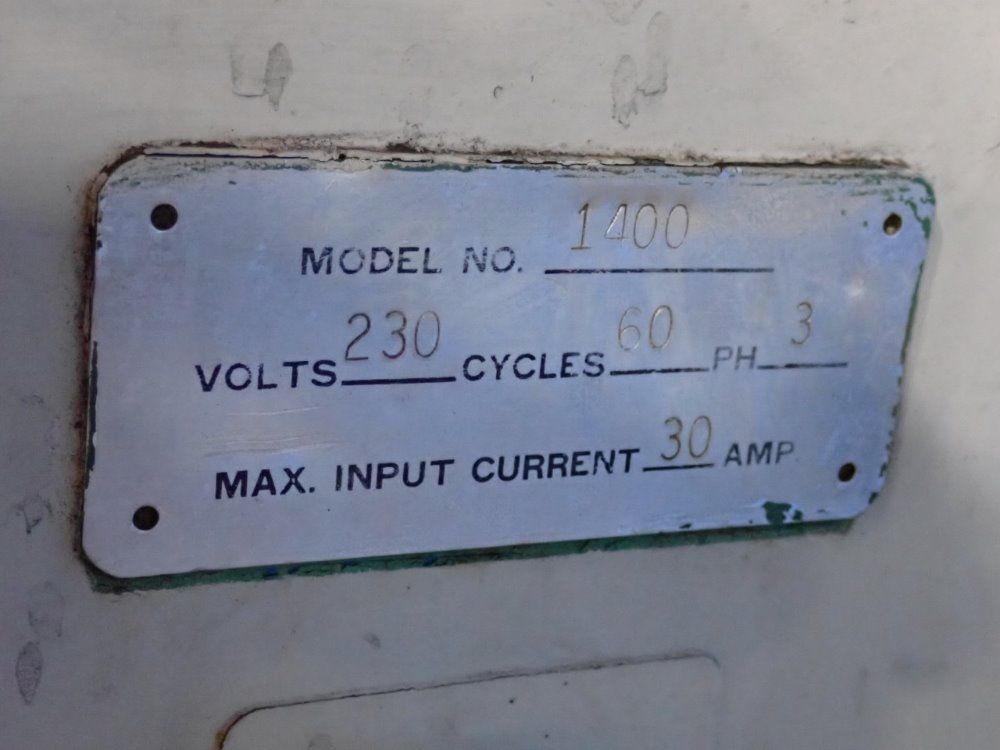 MODEL NO. 1400
VOLTS 230 CYCLES 60 PH 3
MAX. INPUT CURRENT 30 AMP